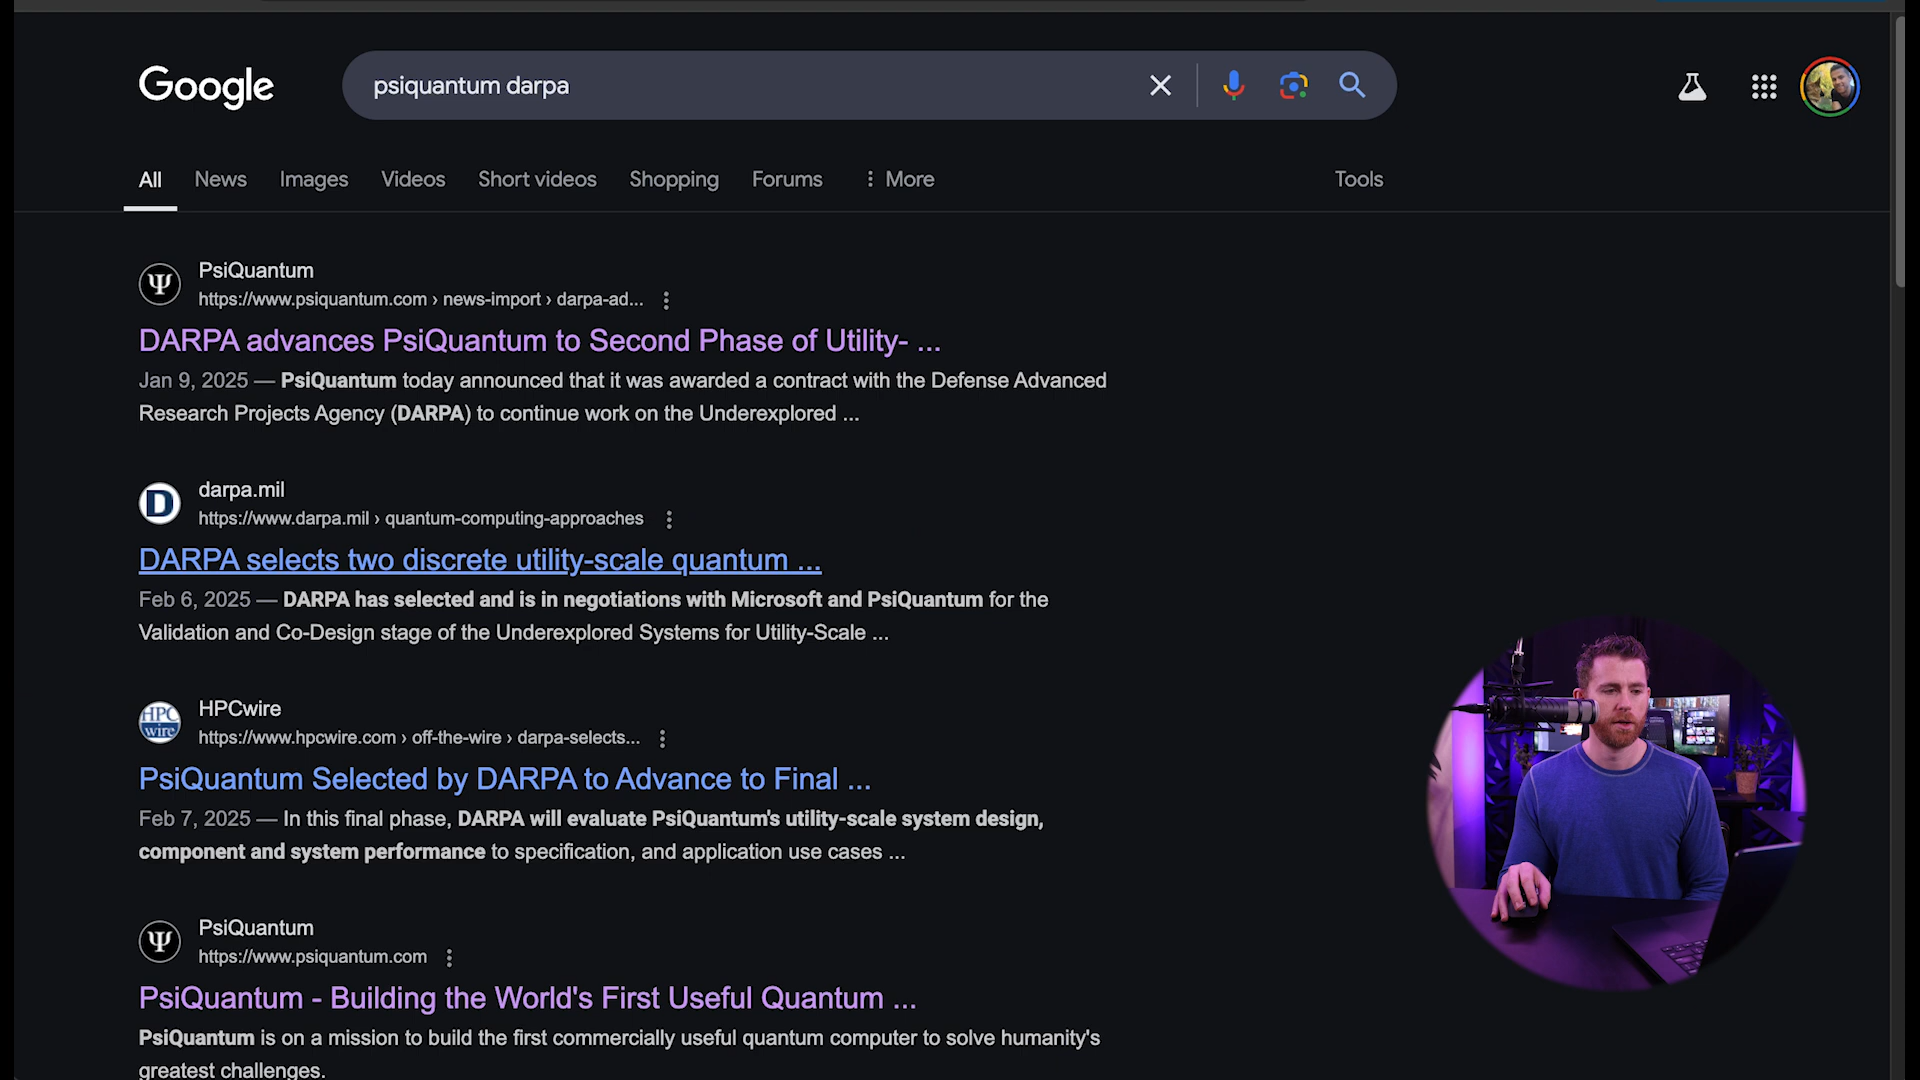 Google
psiquantum darpa
All News Images Videos Short videos Shopping Forums More Tools
PsiQuantum
https://www.psiquantum.com › news-import › darpa-ad...
DARPA advances PsiQuantum to Second Phase of Utility- ...
Jan 9, 2025 — PsiQuantum today announced that it was awarded a contract with the Defense Advanced
Research Projects Agency (DARPA) to continue work on the Underexplored ...
D
darpa.mil
https://www.darpa.mil › quantum-computing-approaches
DARPA selects two discrete utility-scale quantum ...
Feb 6, 2025 — DARPA has selected and is in negotiations with Microsoft and PsiQuantum for the
Validation and Co-Design stage of the Underexplored Systems for Utility-Scale ...
HPC
wire
HPCwire
https://www.hpcwire.com › off-the-wire › darpa-selects...
PsiQuantum Selected by DARPA to Advance to Final ...
Feb 7, 2025 — In this final phase, DARPA will evaluate PsiQuantum's utility-scale system design,
component and system performance to specification, and application use cases ...
PsiQuantum
https://www.psiquantum.com
PsiQuantum - Building the World's First Useful Quantum ...
PsiQuantum is on a mission to build the first commercially useful quantum computer to solve humanity's
greatest challenges.